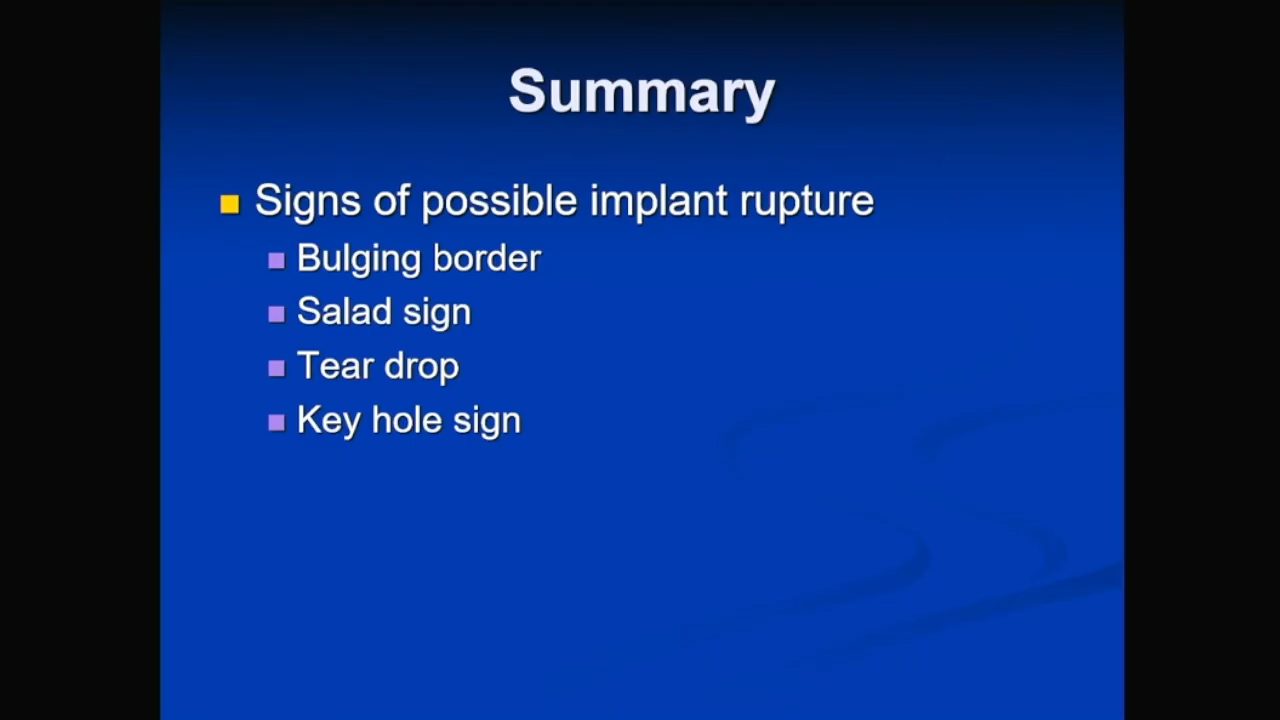 Summary
Signs of possible implant rupture
Bulging border
Salad sign
Tear drop
Key hole sign